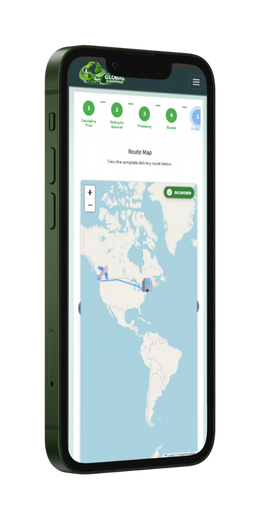 GLOBAL
1 2 3 4
Calculating Price
Waiting for Approval
Processing
Booked
Route Map
View the complete delivery route below.
+
−
DELIVERED